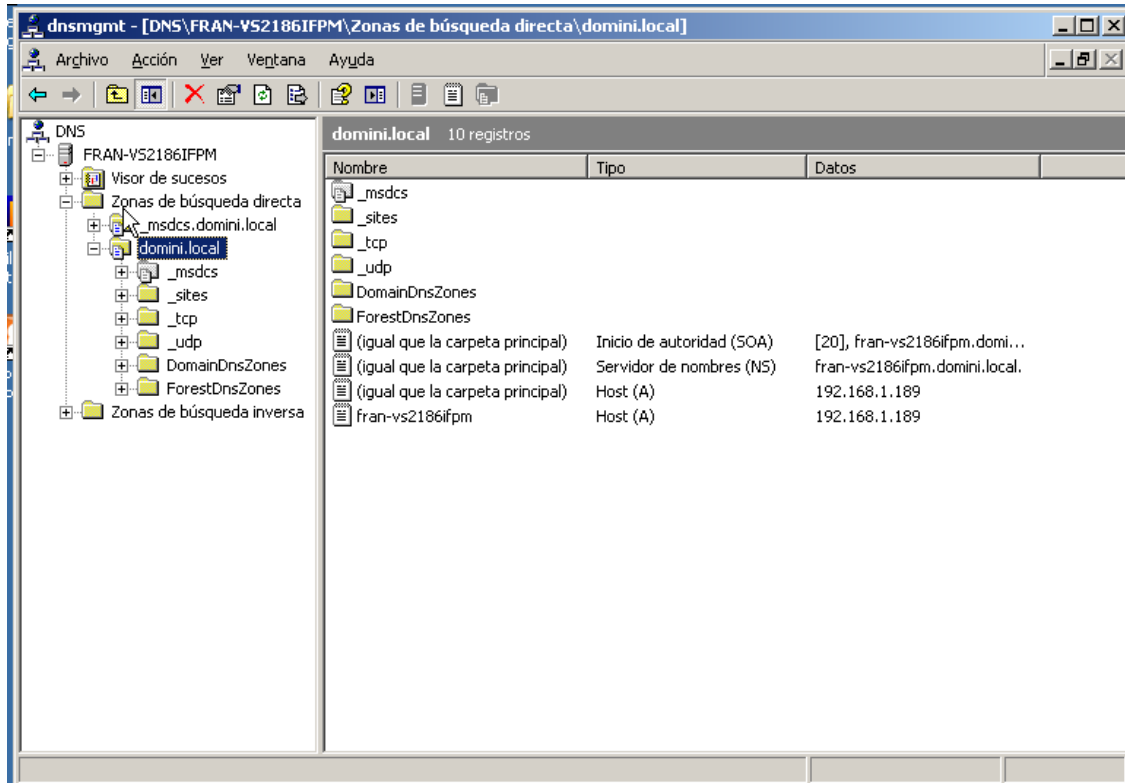 dnsmgmt - [DNS\FRAN-VS2186IFPM\Zonas de búsqueda directa\domini.local]
Archivo Acción Ver Ventana Ayuda
DNS
FRAN-VS2186IFPM
Visor de sucesos
Zonas de búsqueda directa
_msdcs.domini.local
domini.local
_msdcs
_sites
_tcp
_udp
DomainDnsZones
ForestDnsZones
Zonas de búsqueda inversa
domini.local 10 registros
Nombre Tipo Datos
_msdcs
_sites
_tcp
_udp
DomainDnsZones
ForestDnsZones
(igual que la carpeta principal) Inicio de autoridad (SOA) [20], fran-vs2186ifpm.domi...
(igual que la carpeta principal) Servidor de nombres (NS) fran-vs2186ifpm.domini.local.
(igual que la carpeta principal) Host (A) 192.168.1.189
fran-vs2186ifpm Host (A) 192.168.1.189